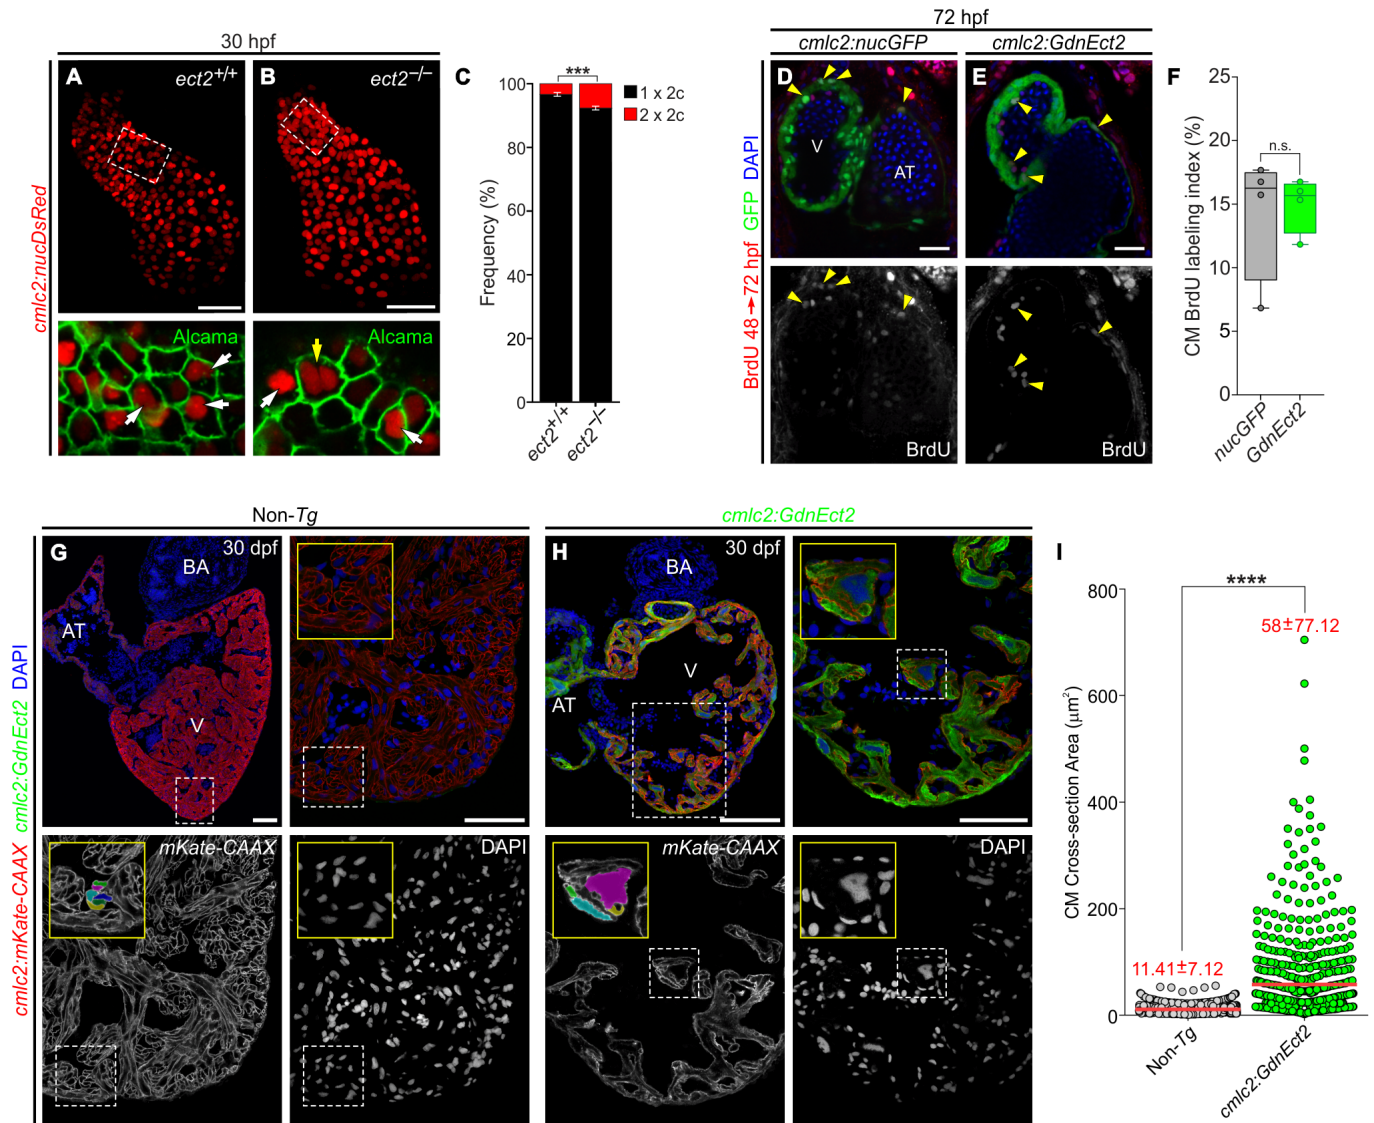 30 hpf
A
ect2+/+
B
ect2–/–
cmlc2:nucDsRed
Alcama
Alcama
C
***
1 x 2c
2 x 2c
Frequency (%)
100
80
60
40
20
0
ect2+/+
ect2–/–
72 hpf
cmlc2:nucGFP
cmlc2:GdnEct2
D
V
AT
E
BrdU 48→72 hpf GFP DAPI
BrdU
BrdU
F
CM BrdU labeling index (%)
25
20
15
10
5
0
n.s.
nucGFP
GdnEct2
Non-Tg
cmlc2:GdnEct2
cmlc2:mKate-CAAX cmlc2:GdnEct2 DAPI
G
30 dpf
BA
AT
V
H
30 dpf
BA
V
AT
mKate-CAAX
DAPI
mKate-CAAX
DAPI
I
CM Cross-section Area (µm²)
800
600
400
200
0
****
58±77.12
11.41±7.12
Non-Tg
cmlc2:GdnEct2